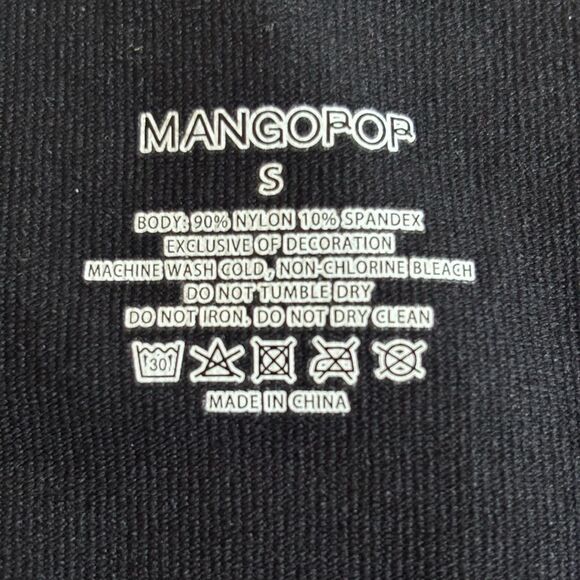 MANGOPOP
S
BODY: 90% NYLON 10% SPANDEX
EXCLUSIVE OF DECORATION
MACHINE WASH COLD, NON-CHLORINE BLEACH
DO NOT TUMBLE DRY
DO NOT IRON, DO NOT DRY CLEAN
30
MADE IN CHINA